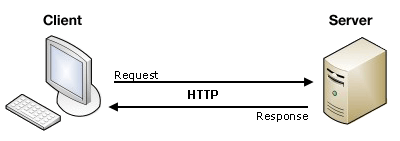 Client
Server
Request
HTTP
Response